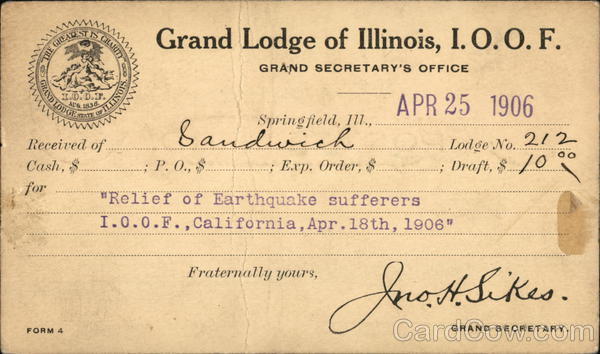 THE GREATEST IS CHARITY
I.O.O.F.
AUG. 1838
GRAND LODGE STATE OF ILLINOIS.
Grand Lodge of Illinois, I. O. O. F.
GRAND SECRETARY'S OFFICE
Springfield, Ill., APR 25 1906
Received of Sandwich Lodge No. 212
Cash, $ ; P. O., $ ; Exp. Order, $ ; Draft, $ 10 00
for
"Relief of Earthquake sufferers
I.O.O.F.,California,Apr.18th, 1906"
Fraternally yours,
Jno. H. Sikes.
FORM 4 GRAND SECRETARY.
CardCow.com